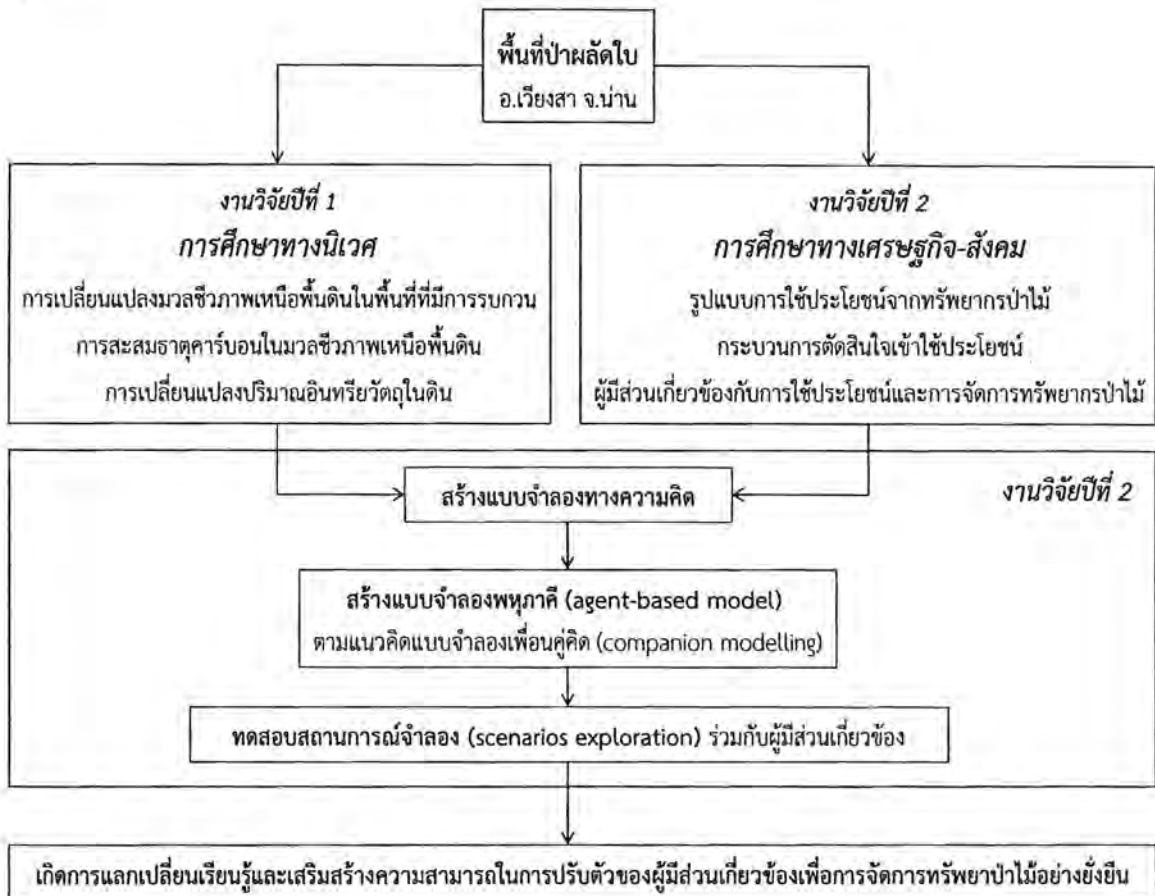 พื้นที่ป่าผลัดใบ
อ.เวียงสา จ.น่าน
งานวิจัยปีที่ 1
การศึกษาทางนิเวศ
การเปลี่ยนแปลงมวลชีวภาพเหนือพื้นดินในพื้นที่ที่มีการรบกวน
การสะสมธาตุคาร์บอนในมวลชีวภาพเหนือพื้นดิน
การเปลี่ยนแปลงปริมาณอินทรียวัตถุในดิน
งานวิจัยปีที่ 2
การศึกษาทางเศรษฐกิจ-สังคม
รูปแบบการใช้ประโยชน์จากทรัพยากรป่าไม้
กระบวนการตัดสินใจเข้าใช้ประโยชน์
ผู้มีส่วนเกี่ยวข้องกับการใช้ประโยชน์และการจัดการทรัพยากรป่าไม้
งานวิจัยปีที่ 2
สร้างแบบจำลองทางความคิด
สร้างแบบจำลองพหุภาคี (agent-based model)
ตามแนวคิดแบบจำลองเพื่อนคู่คิด (companion modelling)
ทดสอบสถานการณ์จำลอง (scenarios exploration) ร่วมกับผู้มีส่วนเกี่ยวข้อง
เกิดการแลกเปลี่ยนเรียนรู้และเสริมสร้างความสามารถในการปรับตัวของผู้มีส่วนเกี่ยวข้องเพื่อการจัดการทรัพยาป่าไม้อย่างยั่งยืน